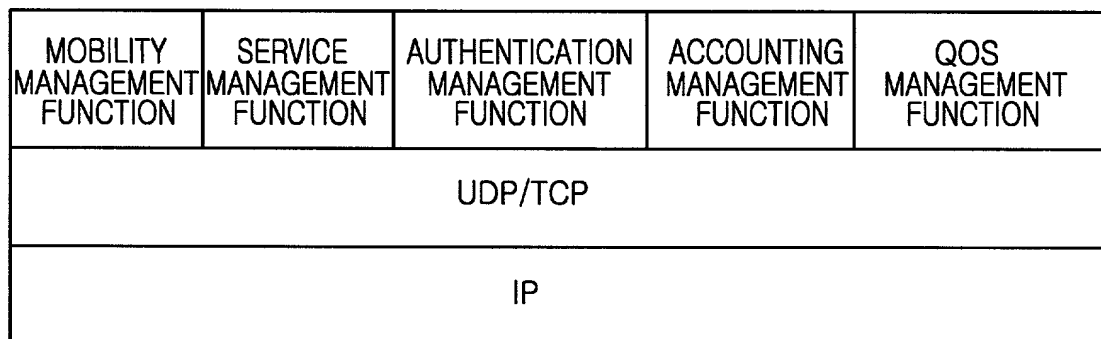 MOBILITY MANAGEMENT FUNCTION
SERVICE MANAGEMENT FUNCTION
AUTHENTICATION MANAGEMENT FUNCTION
ACCOUNTING MANAGEMENT FUNCTION
QOS MANAGEMENT FUNCTION
UDP/TCP
IP